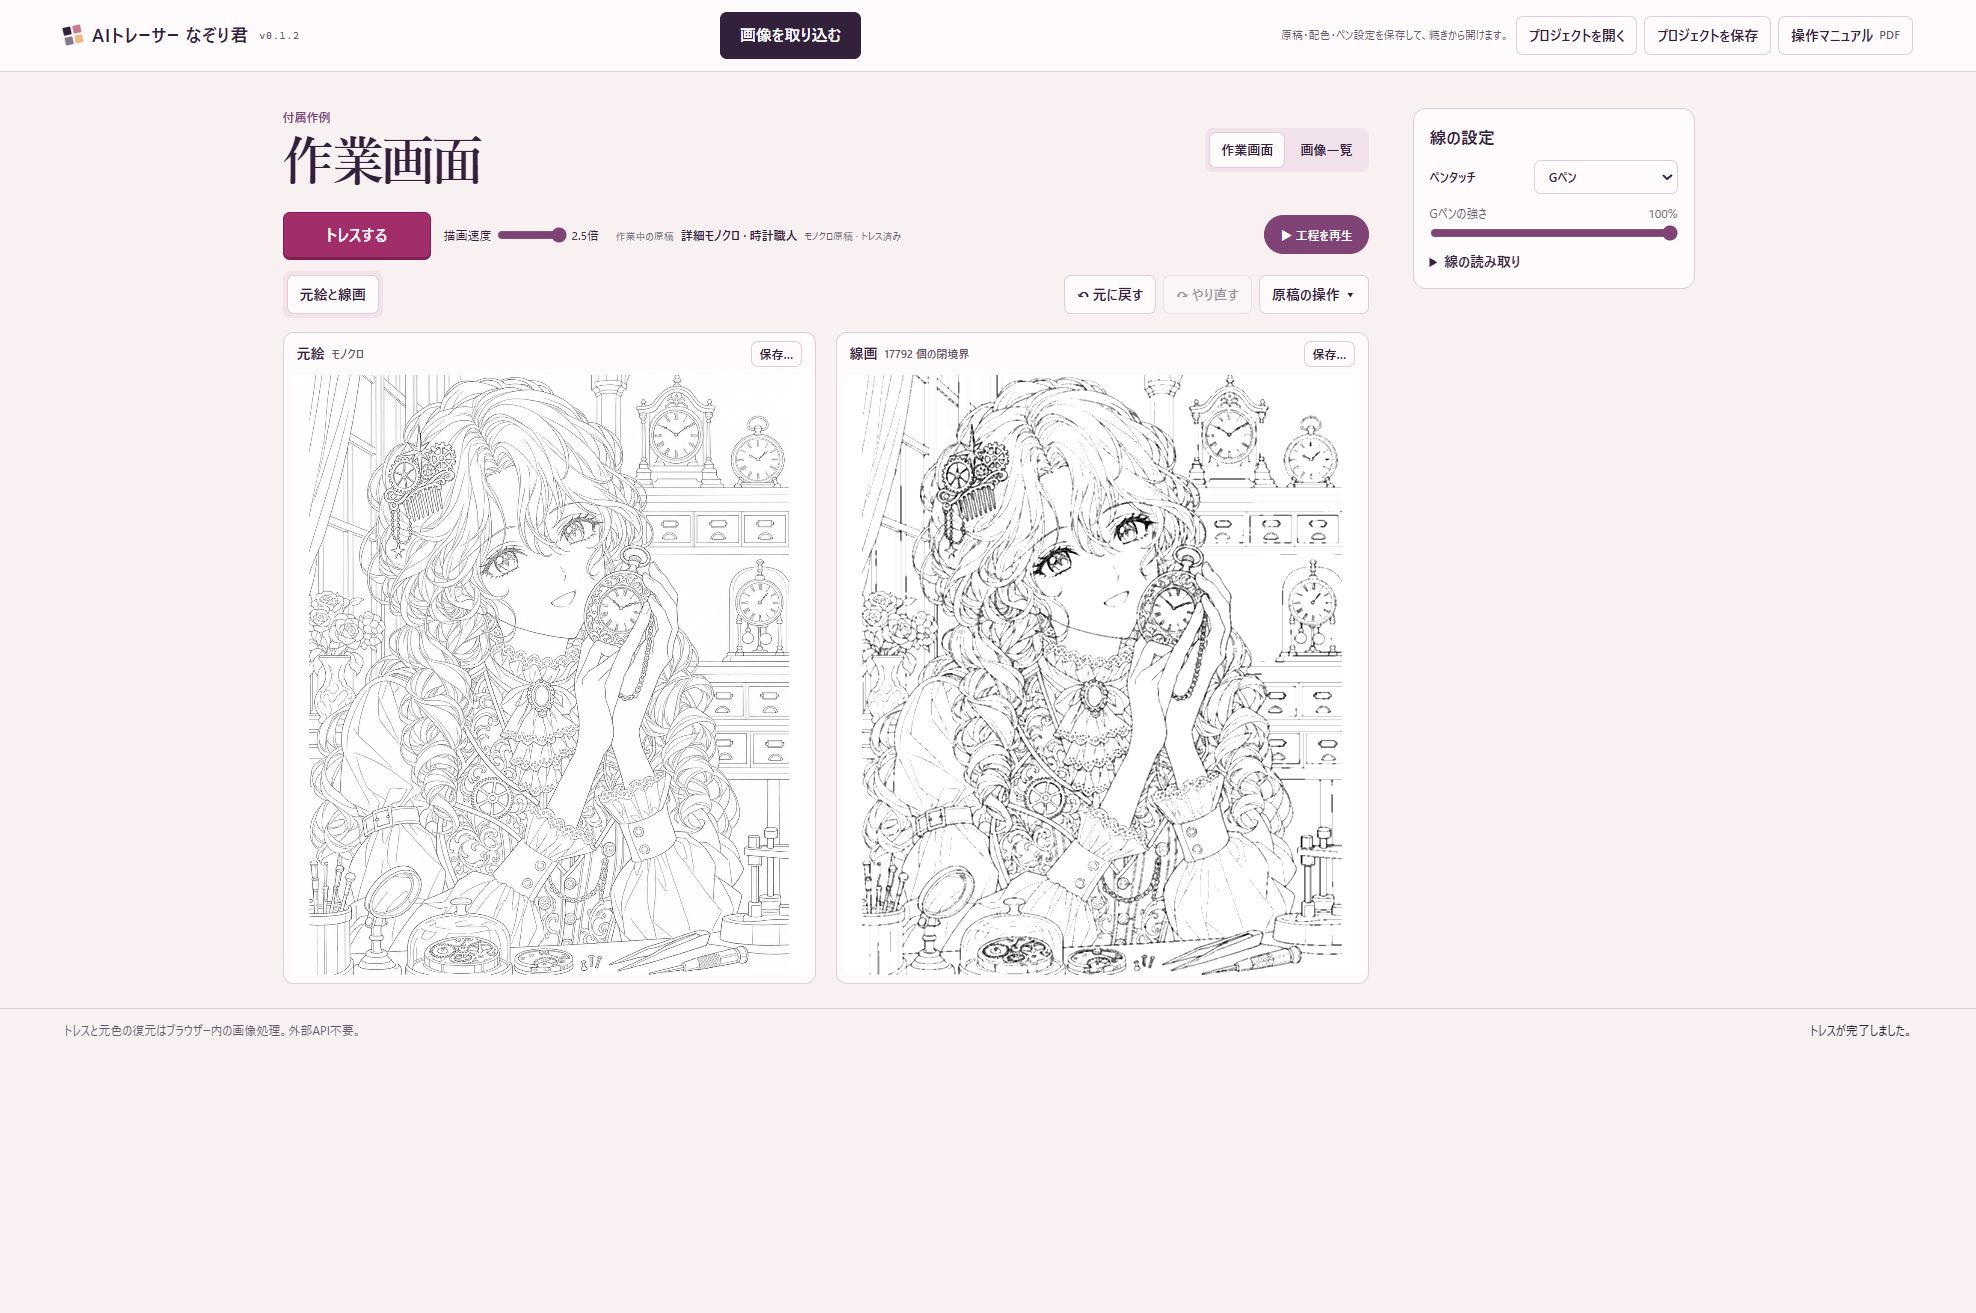 AIトレーサー なぞり君 v0.1.2
画像を取り込む
原稿・配色・ペン設定を保存して、続きから開けます。
プロジェクトを開く
プロジェクトを保存
操作マニュアル PDF
付属作例
作業画面
作業画面
画像一覧
トレスする
描画速度 2.5倍
作業中の原稿 詳細モノクロ・時計職人 モノクロ原稿・トレス済み
▶ 工程を再生
元絵と線画
↶ 元に戻す
↷ やり直す
原稿の操作 ▼
元絵 モノクロ
保存...
線画 17792 個の閉境界
保存...
線の設定
ペンタッチ Gペン
Gペンの強さ 100%
▶ 線の読み取り
トレスと元色の復元はブラウザー内の画像処理。外部API不要。
トレスが完了しました。